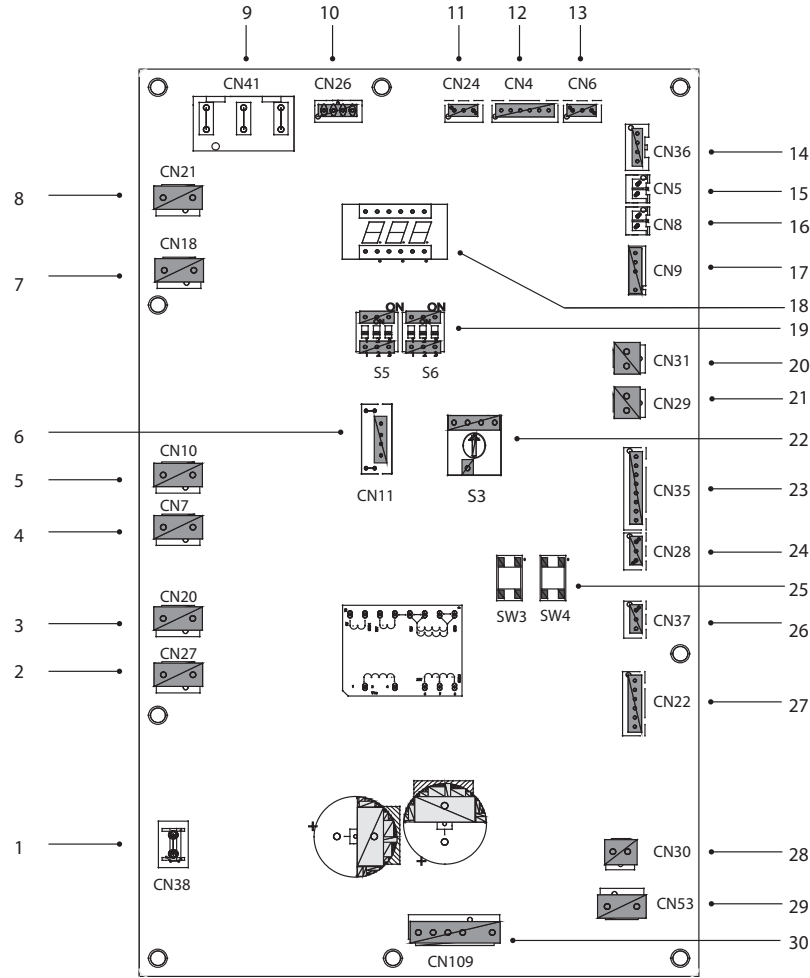 9 10 11 12 13
CN41 CN26 CN24 CN4 CN6
CN36 14
CN21 CN5 15
8
CN8 16
CN18
7 CN9 17
18
ON ON
19
S5 S6
CN31 20
CN29 21
6
22
CN10
5 CN11 S3 CN35 23
CN7
4
CN28 24
25
CN20 SW3 SW4
3 CN37 26
CN27
2
CN22 27
1 CN30 28
CN38
CN53 29
30
CN109